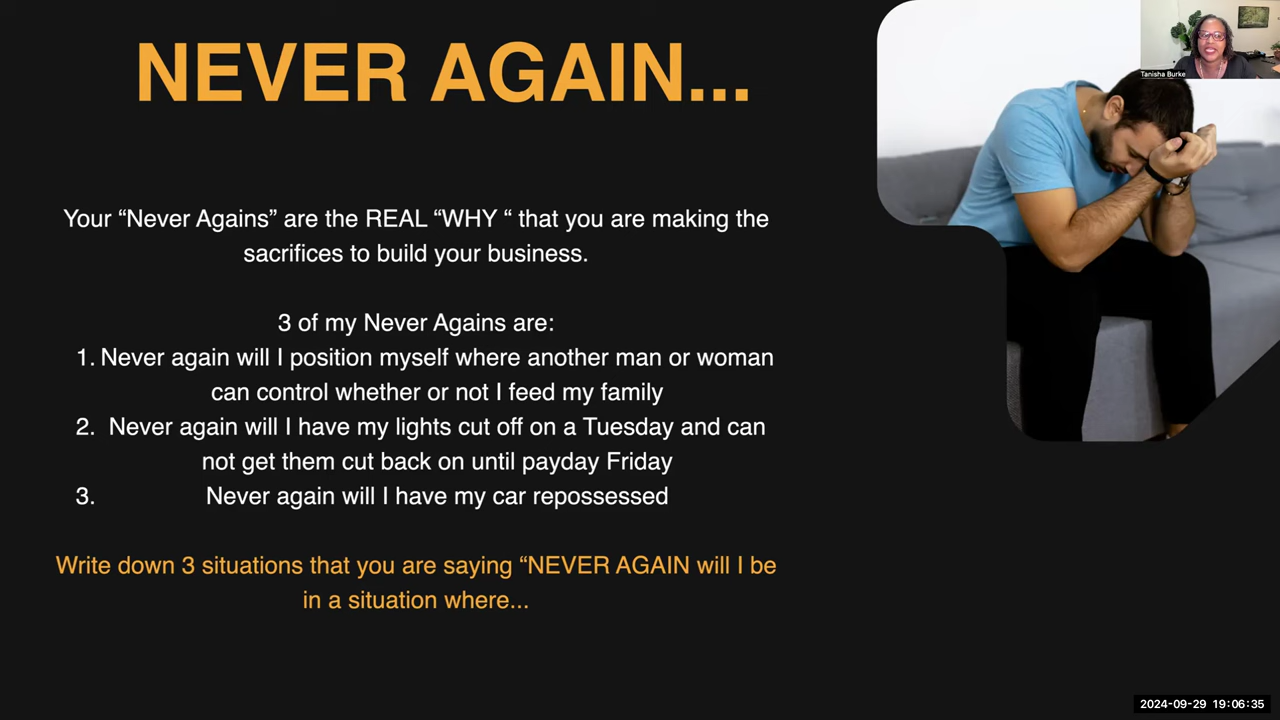 NEVER AGAIN...
Tanisha Burke
Your “Never Agains” are the REAL “WHY “ that you are making the
sacrifices to build your business.
3 of my Never Agains are:
1. Never again will I position myself where another man or woman
can control whether or not I feed my family
2. Never again will I have my lights cut off on a Tuesday and can
not get them cut back on until payday Friday
3. Never again will I have my car repossessed
Write down 3 situations that you are saying “NEVER AGAIN will I be
in a situation where...
2024-09-29 19:06:35